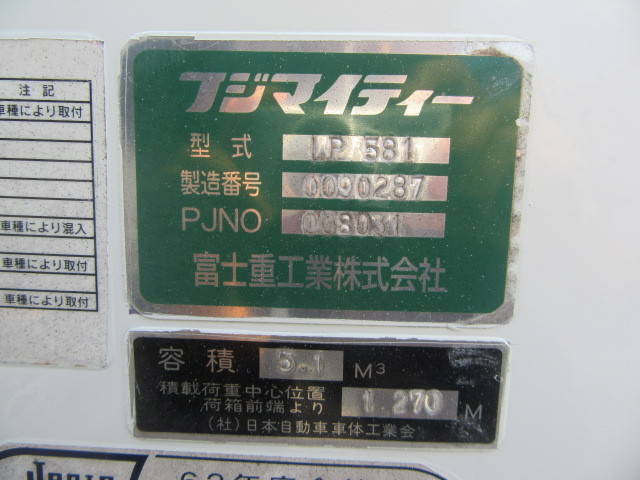 注記
車種により取付
車種により混入
車種により取付
車種により取付
フジマイティー
型式 LP 581
製造番号 0090287
PJNO 008031
富士重工業株式会社
容積 5.1 M³
積載荷重中心位置
荷箱前端より 1.270 M
(社)日本自動車車体工業会